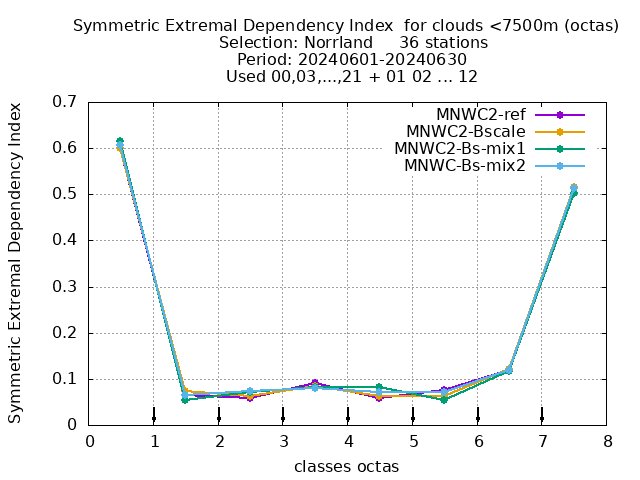 Symmetric Extremal Dependency Index  for clouds <7500m (octas)
Selection: Norrland     36 stations
Period: 20240601-20240630
Used 00,03,...,21 + 01 02 ... 12
Symmetric Extremal Dependency Index
0.7
0.6
0.5
0.4
0.3
0.2
0.1
0
MNWC2-ref
MNWC2-Bscale
MNWC2-Bs-mix1
MNWC-Bs-mix2
0 1 2 3 4 5 6 7 8
classes octas